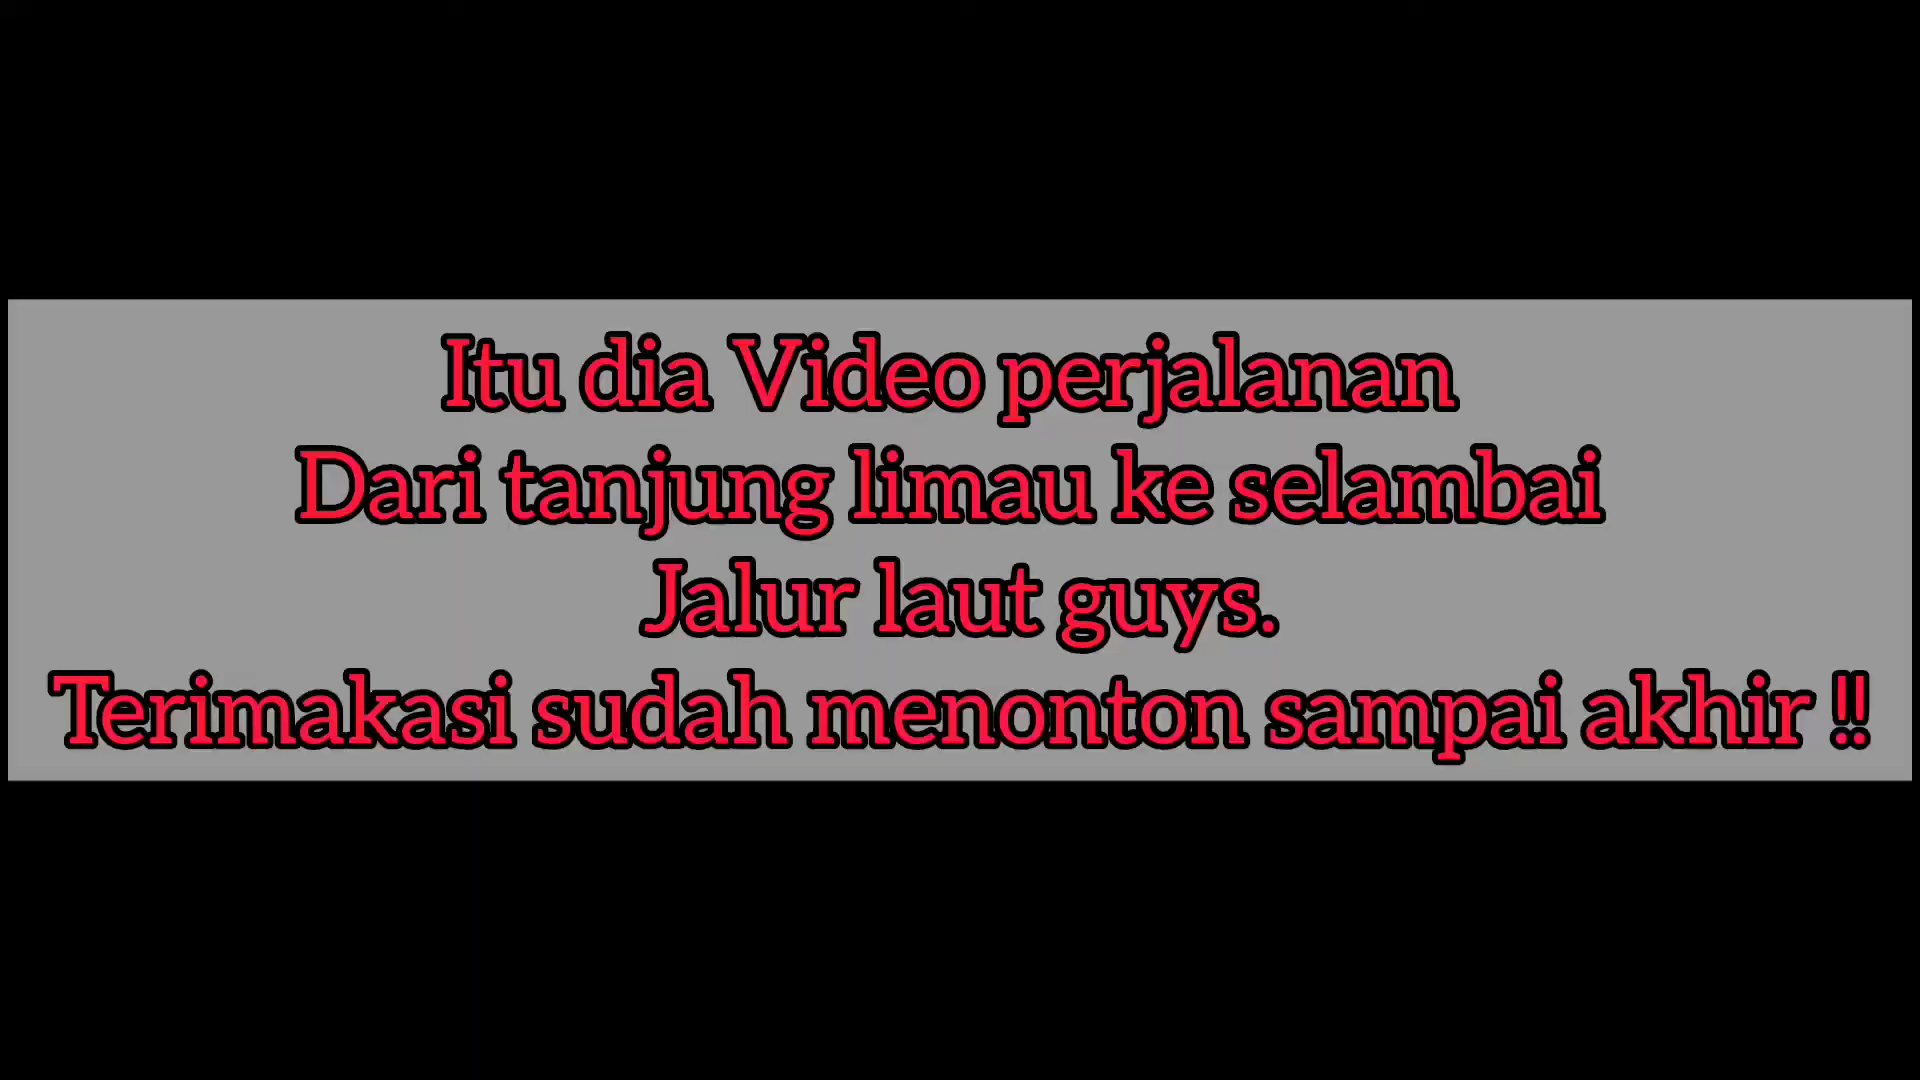 Itu dia Video perjalanan
Dari tanjung limau ke selambai
Jalur laut guys.
Terimakasi sudah menonton sampai akhir !!